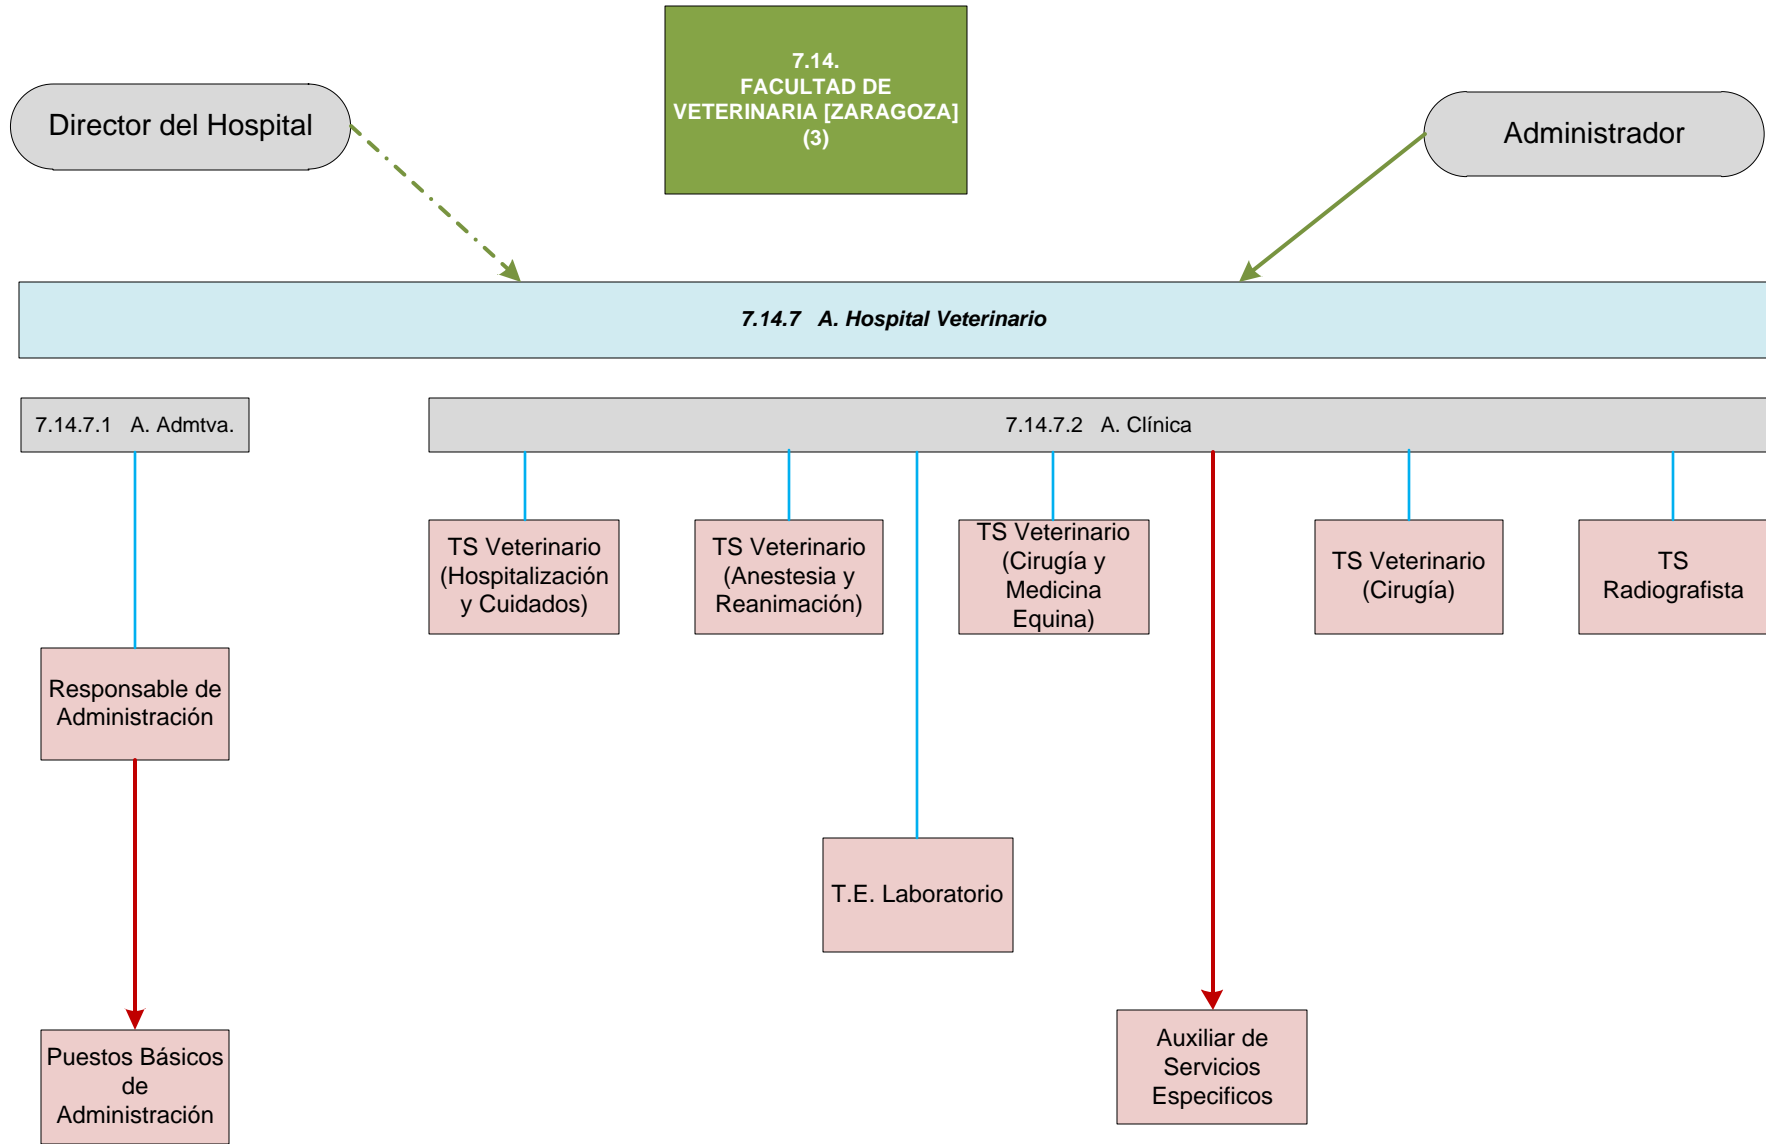 7.14.
FACULTAD DE
VETERINARIA [ZARAGOZA]
(3)
Director del Hospital
Administrador
7.14.7 A. Hospital Veterinario
7.14.7.1 A. Admtva.
7.14.7.2 A. Clínica
TS Veterinario
(Hospitalización
y Cuidados)
TS Veterinario
(Anestesia y
Reanimación)
TS Veterinario
(Cirugía y
Medicina
Equina)
TS Veterinario
(Cirugía)
TS
Radiografista
Responsable de
Administración
T.E. Laboratorio
Puestos Básicos
de
Administración
Auxiliar de
Servicios
Especificos